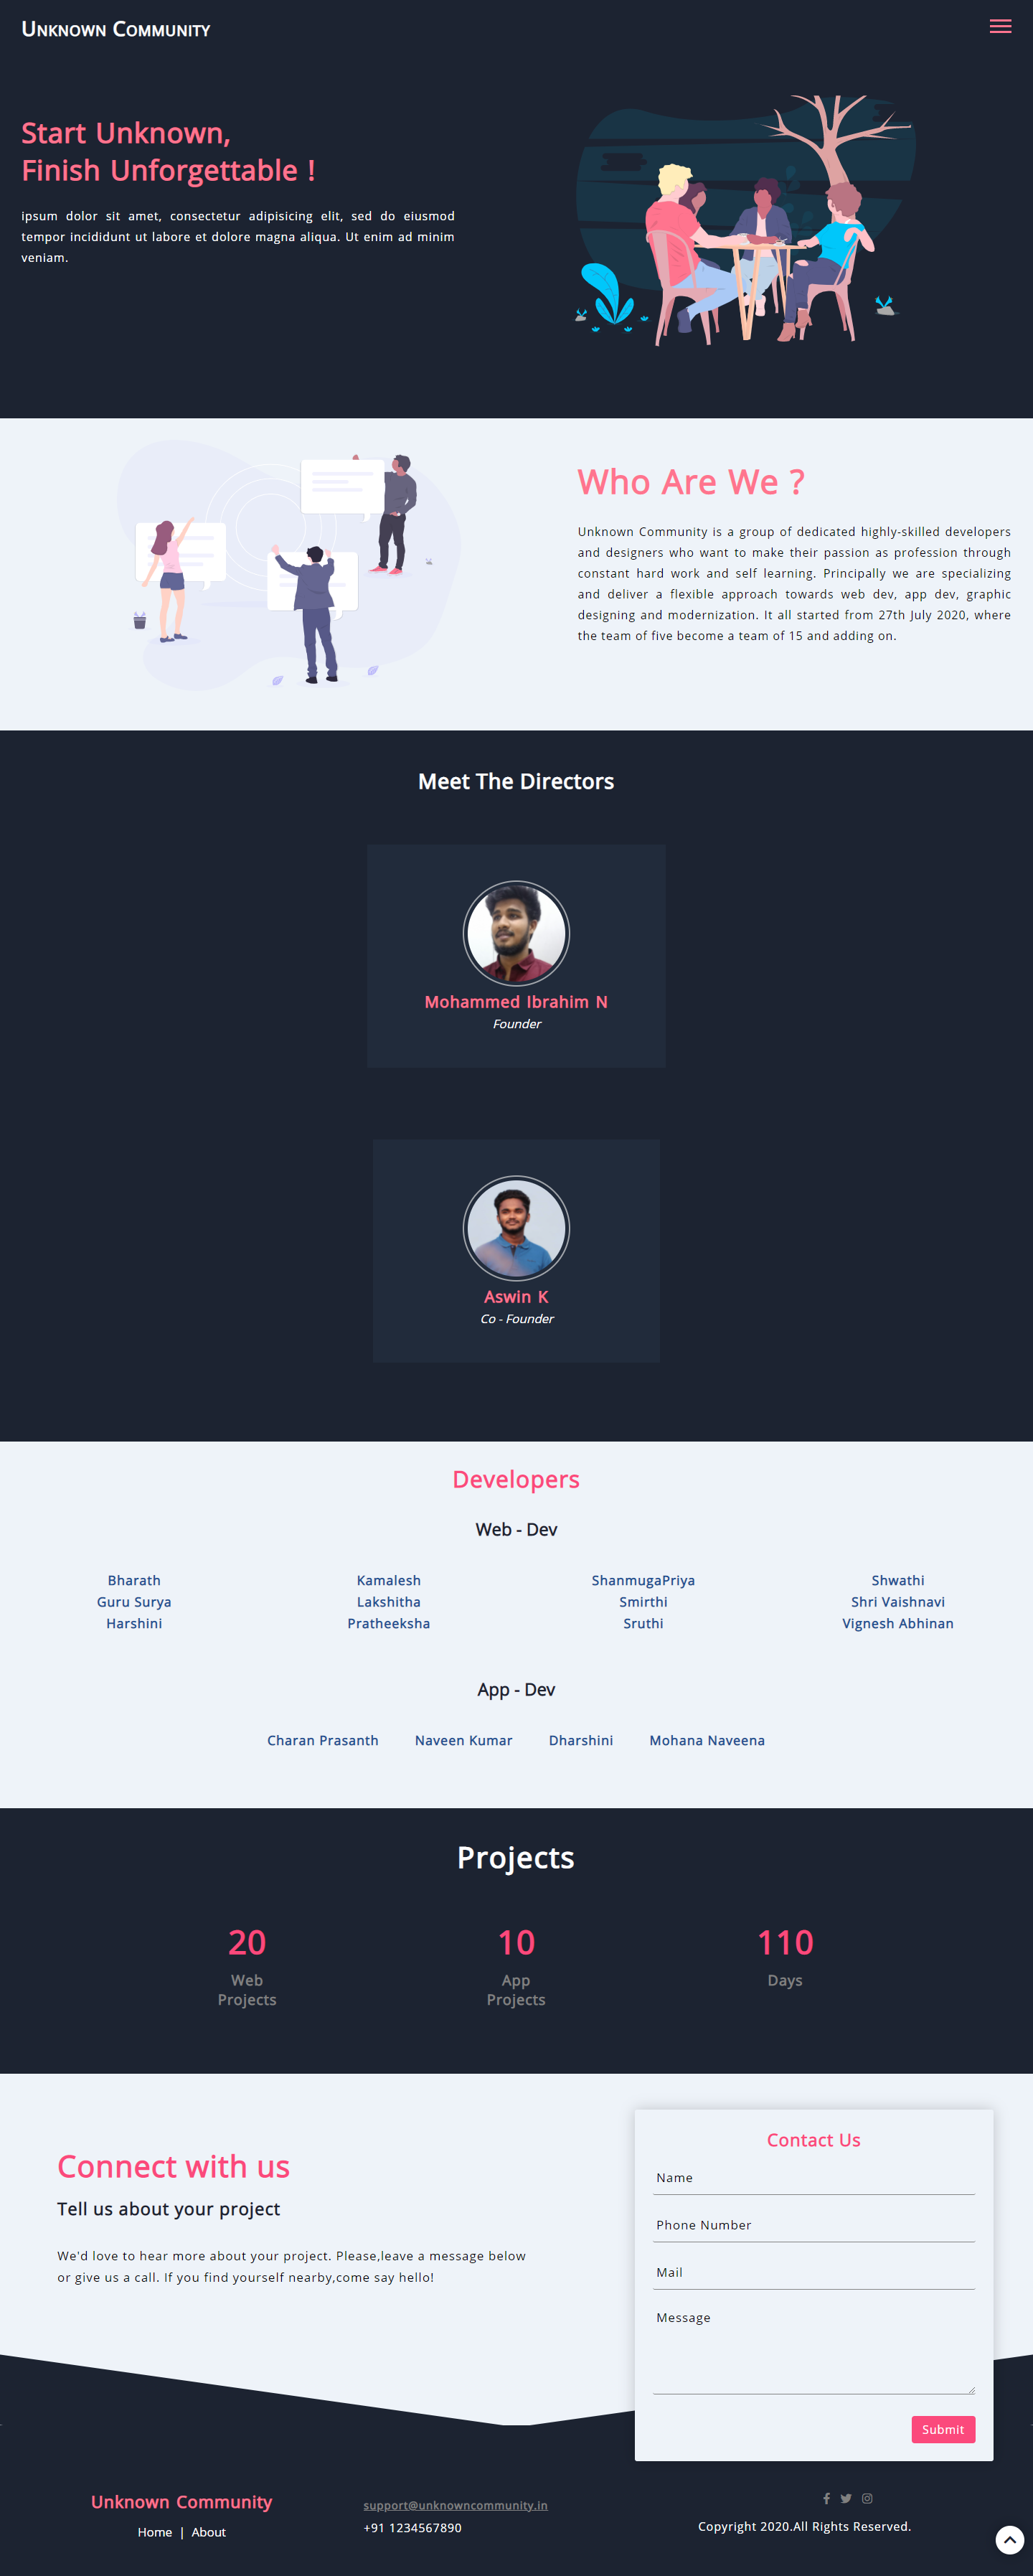 Unknown Community
Start Unknown,
Finish Unforgettable !
ipsum dolor sit amet, consectetur adipisicing elit, sed do eiusmod
tempor incididunt ut labore et dolore magna aliqua. Ut enim ad minim
veniam.
Who Are We ?
Unknown Community is a group of dedicated highly-skilled developers
and designers who want to make their passion as profession through
constant hard work and self learning. Principally we are specializing
and deliver a flexible approach towards web dev, app dev, graphic
designing and modernization. It all started from 27th July 2020, where
the team of five become a team of 15 and adding on.
Meet The Directors
Mohammed Ibrahim N
Founder
Aswin K
Co - Founder
Developers
Web - Dev
Bharath Kamalesh ShanmugaPriya Shwathi
Guru Surya Lakshitha Smirthi Shri Vaishnavi
Harshini Pratheeksha Sruthi Vignesh Abhinan
App - Dev
Charan Prasanth Naveen Kumar Dharshini Mohana Naveena
Projects
20 10 110
Web App Days
Projects Projects
Connect with us
Tell us about your project
We'd love to hear more about your project. Please,leave a message below
or give us a call. If you find yourself nearby,come say hello!
Contact Us
Name
Phone Number
Mail
Message
Submit
Unknown Community
Home | About
support@unknowncommunity.in
+91 1234567890
Copyright 2020.All Rights Reserved.